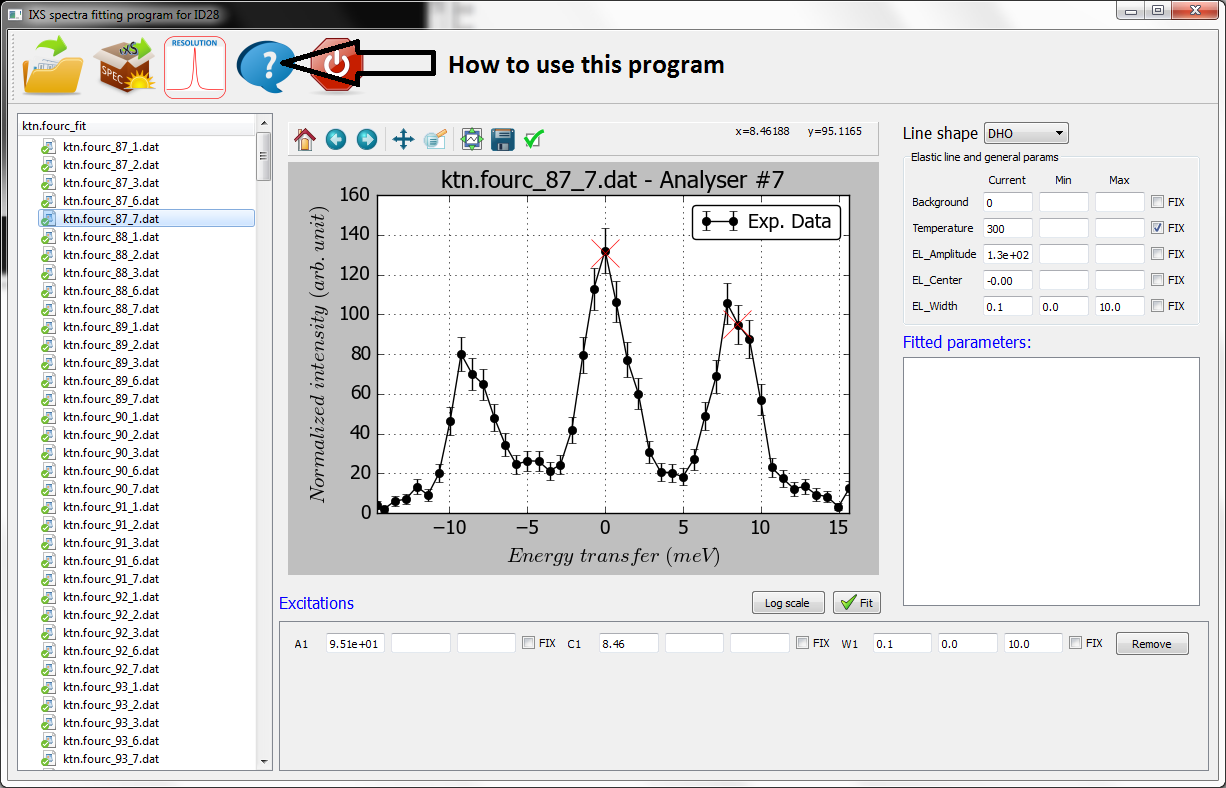 IXS spectra fitting program for ID28
iXS
SPEC
RESOLUTION
?
How to use this program
ktn.fourc_fit
ktn.fourc_87_1.dat
ktn.fourc_87_2.dat
ktn.fourc_87_3.dat
ktn.fourc_87_6.dat
ktn.fourc_87_7.dat
ktn.fourc_88_1.dat
ktn.fourc_88_2.dat
ktn.fourc_88_3.dat
ktn.fourc_88_6.dat
ktn.fourc_88_7.dat
ktn.fourc_89_1.dat
ktn.fourc_89_2.dat
ktn.fourc_89_3.dat
ktn.fourc_89_6.dat
ktn.fourc_89_7.dat
ktn.fourc_90_1.dat
ktn.fourc_90_2.dat
ktn.fourc_90_3.dat
ktn.fourc_90_6.dat
ktn.fourc_90_7.dat
ktn.fourc_91_1.dat
ktn.fourc_91_2.dat
ktn.fourc_91_3.dat
ktn.fourc_91_6.dat
ktn.fourc_91_7.dat
ktn.fourc_92_1.dat
ktn.fourc_92_2.dat
ktn.fourc_92_3.dat
ktn.fourc_92_6.dat
ktn.fourc_92_7.dat
ktn.fourc_93_1.dat
ktn.fourc_93_2.dat
ktn.fourc_93_3.dat
ktn.fourc_93_6.dat
ktn.fourc_93_7.dat
x=8.46188 y=95.1165
ktn.fourc_87_7.dat - Analyser #7
Exp. Data
160
140
120
100
80
60
40
20
0
Normalized intensity (arb. unit)
−10 −5 0 5 10 15
Energy transfer (meV)
Line shape DHO
Elastic line and general params
Current Min Max
Background 0 FIX
Temperature 300 FIX
EL_Amplitude 1.3e+02 FIX
EL_Center -0.00 FIX
EL_Width 0.1 0.0 10.0 FIX
Fitted parameters:
Excitations
Log scale Fit
A1 9.51e+01 FIX C1 8.46 FIX W1 0.1 0.0 10.0 FIX Remove